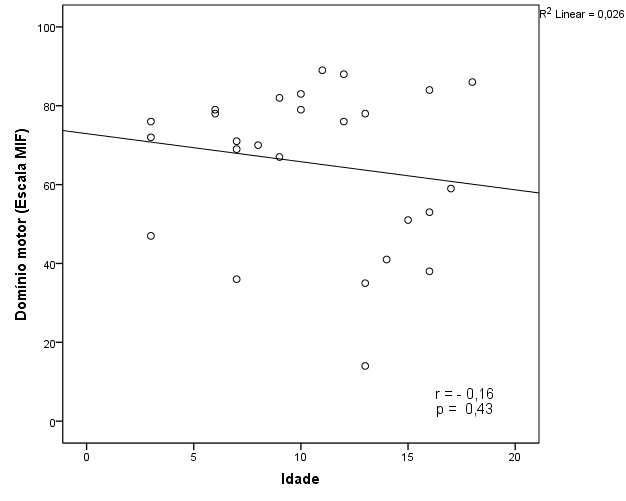 R² Linear = 0,026
100
80
60
40
20
0
Domínio motor (Escala MIF)
r = - 0,16
p = 0,43
0
5
10
15
20
Idade